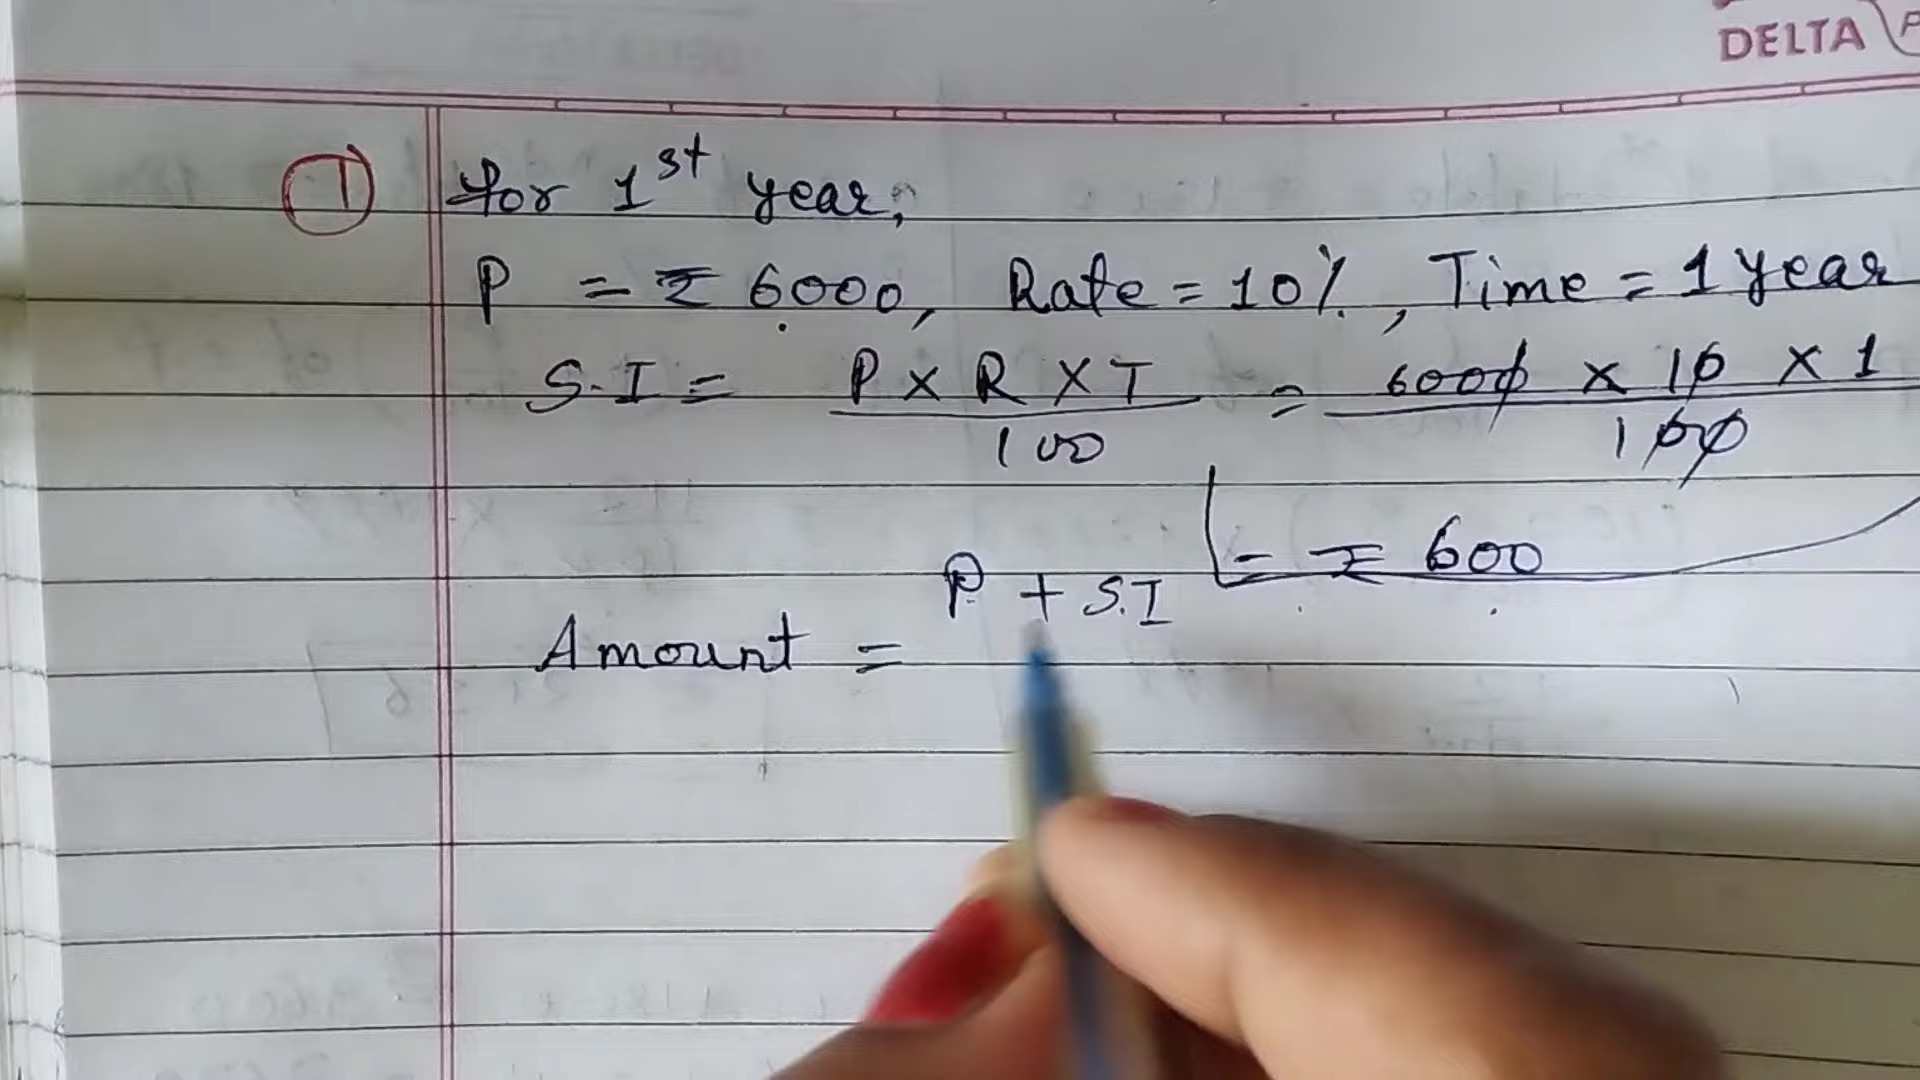 DELTA
① for 1st year,
P = ₹ 6000, Rate = 10%, Time = 1 year
S.I = P × R × T / 100 = 6000 × 10 × 1 / 100
= ₹ 600
P + S.I
Amount =